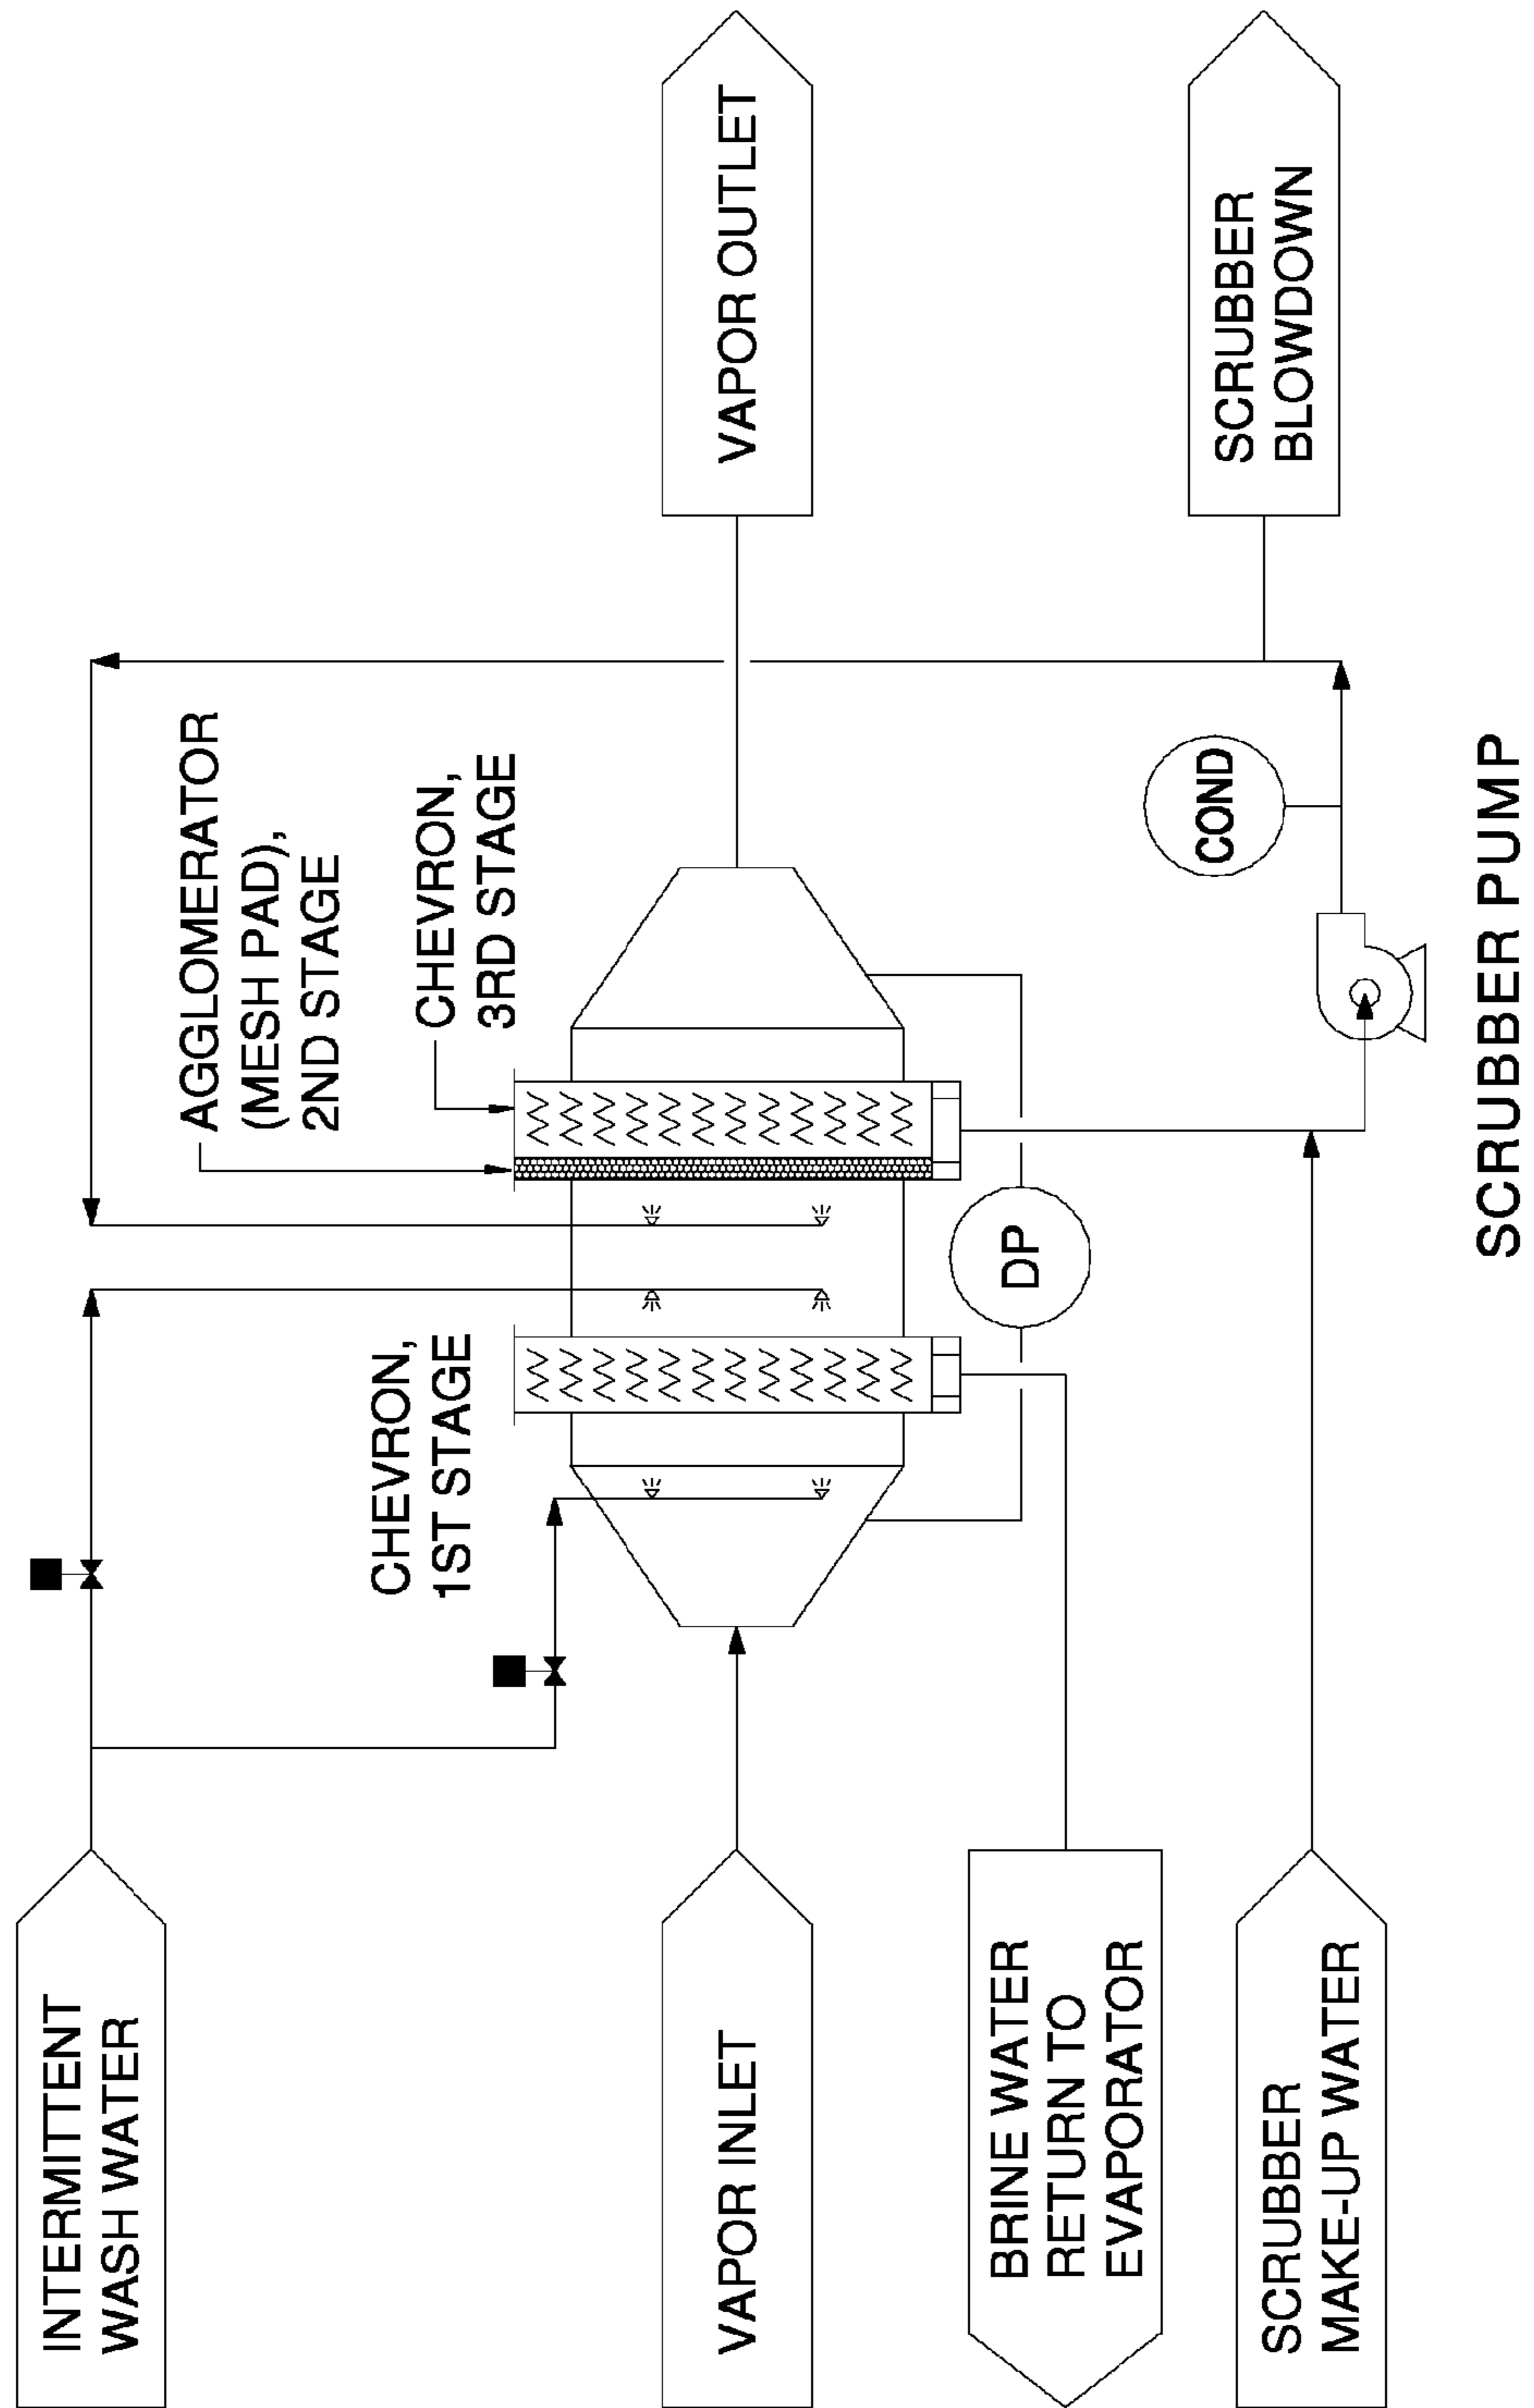 INTERMITTENT
WASH WATER
AGGLOMERATOR
(MESH PAD),
2ND STAGE
CHEVRON,
1ST STAGE
CHEVRON,
3RD STAGE
VAPOR INLET
VAPOR OUTLET
DP
BRINE WATER
RETURN TO
EVAPORATOR
COND
SCRUBBER
MAKE-UP WATER
SCRUBBER
BLOWDOWN
SCRUBBER PUMP